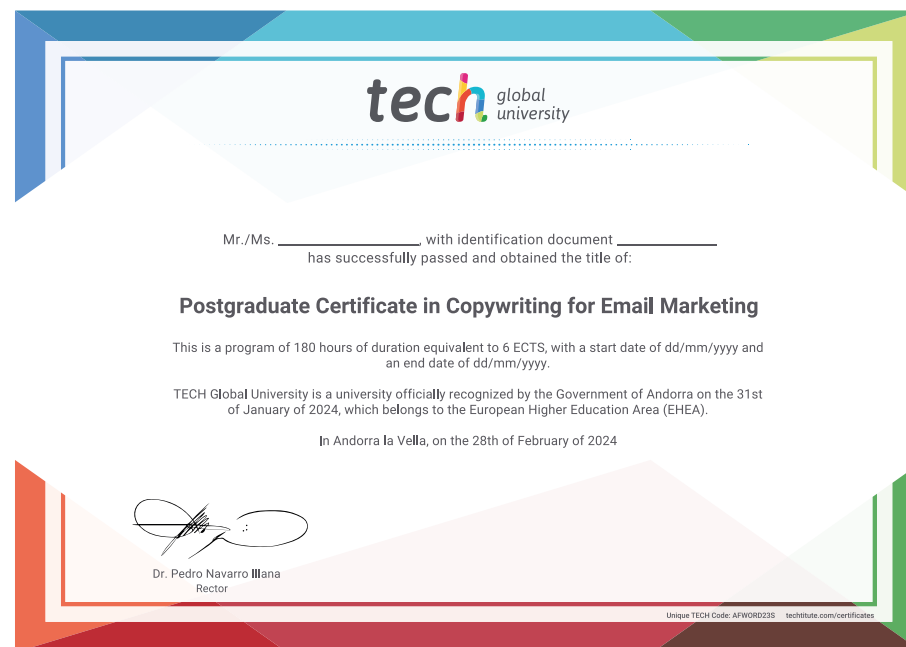 tech global university
Mr./Ms. ____________________, with identification document ______________
has successfully passed and obtained the title of:
Postgraduate Certificate in Copywriting for Email Marketing
This is a program of 180 hours of duration equivalent to 6 ECTS, with a start date of dd/mm/yyyy and
an end date of dd/mm/yyyy.
TECH Global University is a university officially recognized by the Government of Andorra on the 31st
of January of 2024, which belongs to the European Higher Education Area (EHEA).
In Andorra la Vella, on the 28th of February of 2024
Dr. Pedro Navarro Illana
Rector
Unique TECH Code: AFWORD23S techtitute.com/certificates